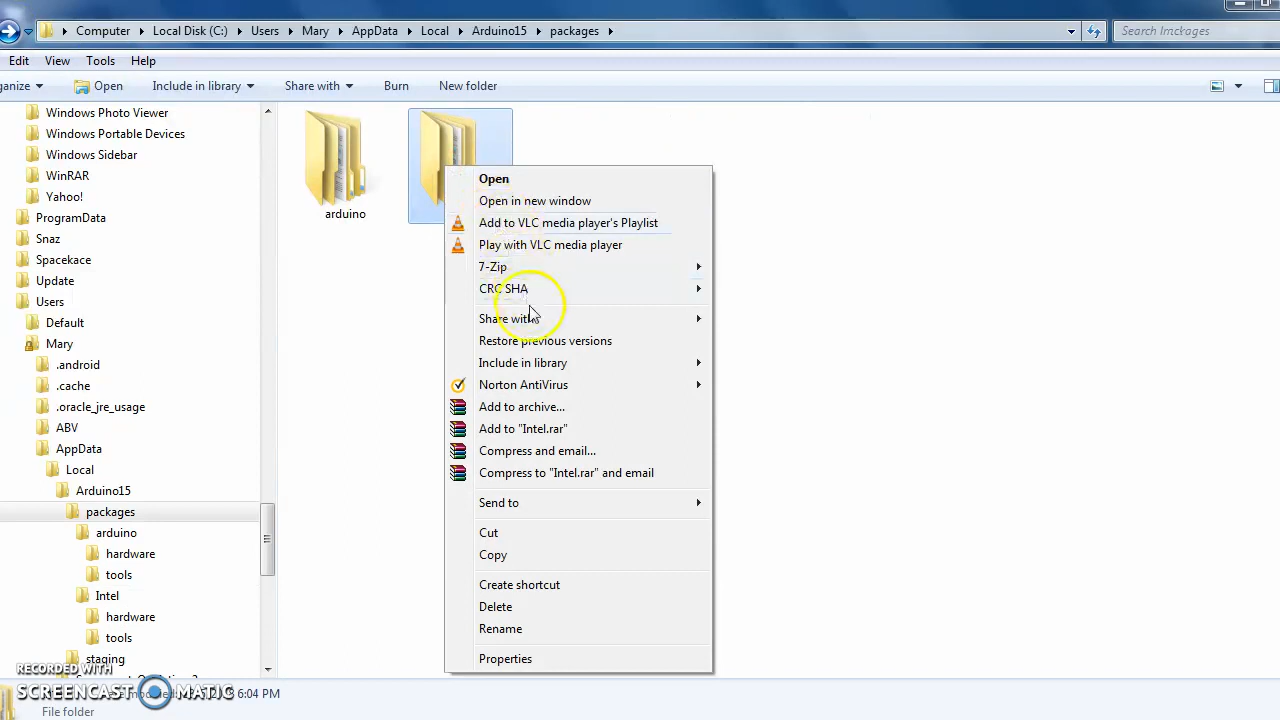 Computer Local Disk (C:) Users Mary AppData Local Arduino15 packages Search Imckages
Edit View Tools Help
ganize Open Include in library Share with Burn New folder
Windows Photo Viewer
Windows Portable Devices
Windows Sidebar
WinRAR
Yahoo!
ProgramData
Snaz
Spacekace
Update
Users
Default
Mary
.android
.cache
.oracle_jre_usage
ABV
AppData
Local
Arduino15
packages
arduino
hardware
tools
Intel
hardware
tools
staging
arduino
Open
Open in new window
Add to VLC media player's Playlist
Play with VLC media player
7-Zip
CRC SHA
Share with
Restore previous versions
Include in library
Norton AntiVirus
Add to archive...
Add to "Intel.rar"
Compress and email...
Compress to "Intel.rar" and email
Send to
Cut
Copy
Create shortcut
Delete
Rename
Properties
RECORDED WITH
SCREENCAST MATIC
6:04 PM
File folder